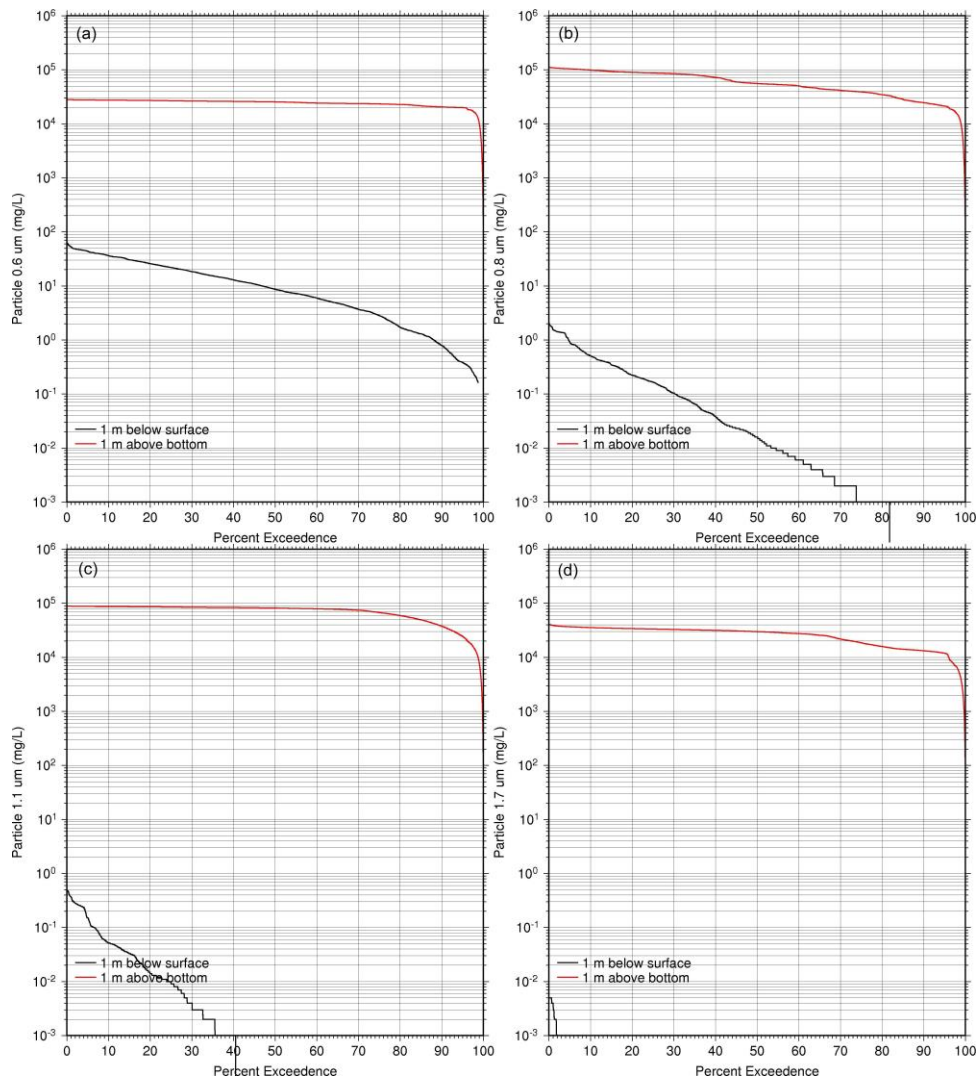 (a)
10⁶
10⁵
10⁴
10³
10²
10¹
10⁰
10⁻¹
10⁻²
10⁻³
Particle 0.6 um (mg/L)
1 m below surface
1 m above bottom
0 10 20 30 40 50 60 70 80 90 100
Percent Exceedence
(b)
10⁶
10⁵
10⁴
10³
10²
10¹
10⁰
10⁻¹
10⁻²
10⁻³
Particle 0.8 um (mg/L)
1 m below surface
1 m above bottom
0 10 20 30 40 50 60 70 80 90 100
Percent Exceedence
(c)
10⁶
10⁵
10⁴
10³
10²
10¹
10⁰
10⁻¹
10⁻²
10⁻³
Particle 1.1 um (mg/L)
1 m below surface
1 m above bottom
0 10 20 30 40 50 60 70 80 90 100
Percent Exceedence
(d)
10⁶
10⁵
10⁴
10³
10²
10¹
10⁰
10⁻¹
10⁻²
10⁻³
Particle 1.7 um (mg/L)
1 m below surface
1 m above bottom
0 10 20 30 40 50 60 70 80 90 100
Percent Exceedence